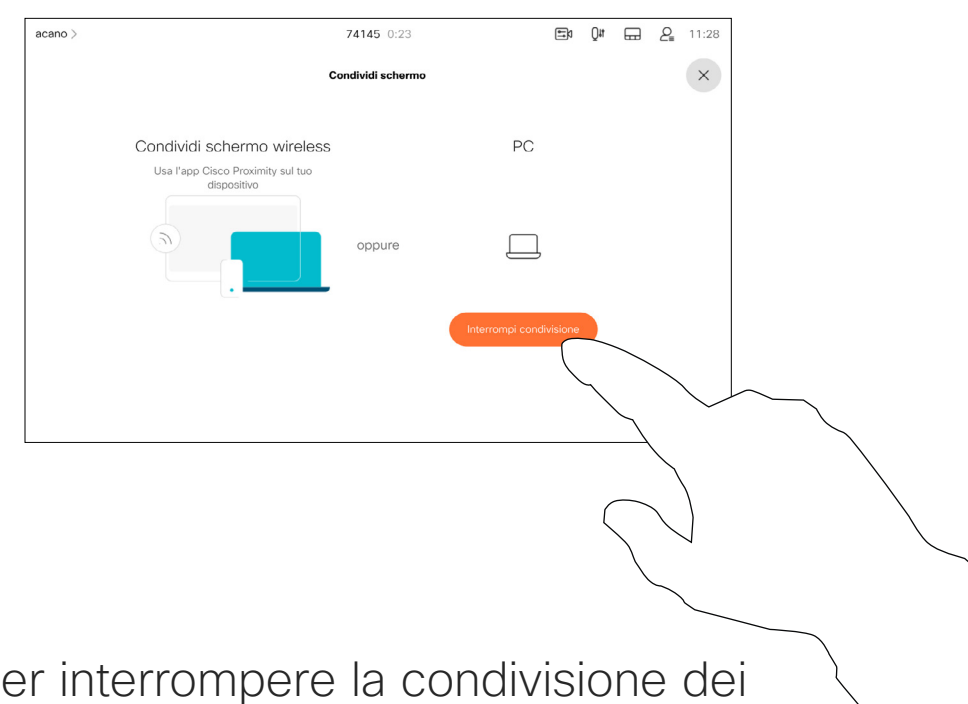 acano >
74145 0:23
11:28
Condividi schermo
Condividi schermo wireless
Usa l'app Cisco Proximity sul tuo
dispositivo
oppure
PC
Interrompi condivisione
er interrompere la condivisione dei